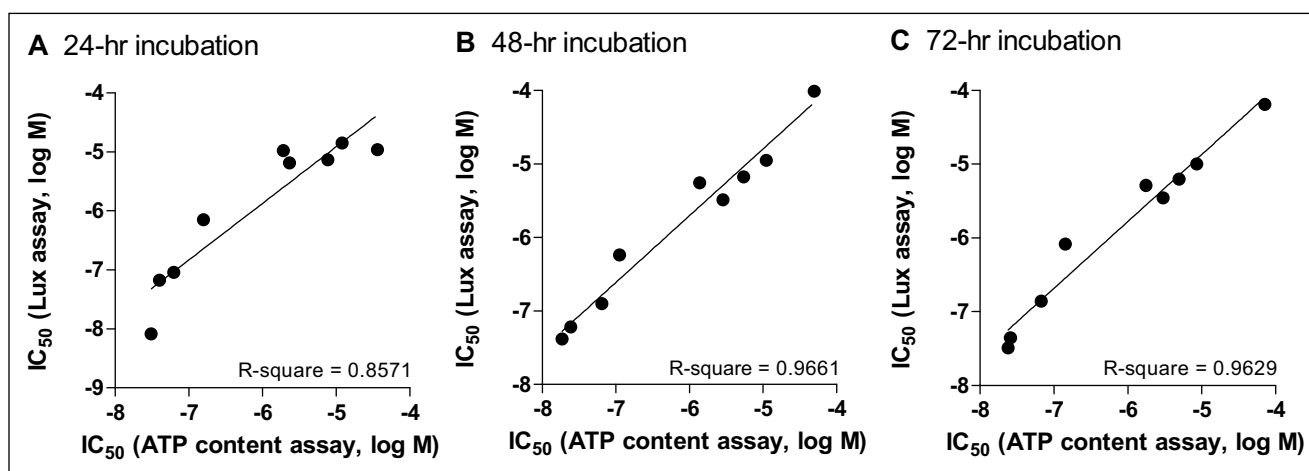 A 24-hr incubation
IC50 (Lux assay, log M)
-4
-5
-6
-7
-8
-9
R-square = 0.8571
-8 -7 -6 -5 -4
IC50 (ATP content assay, log M)
B 48-hr incubation
IC50 (Lux assay, log M)
-4
-5
-6
-7
-8
R-square = 0.9661
-8 -7 -6 -5 -4
IC50 (ATP content assay, log M)
C 72-hr incubation
IC50 (Lux assay, log M)
-4
-5
-6
-7
-8
R-square = 0.9629
-8 -7 -6 -5 -4
IC50 (ATP content assay, log M)